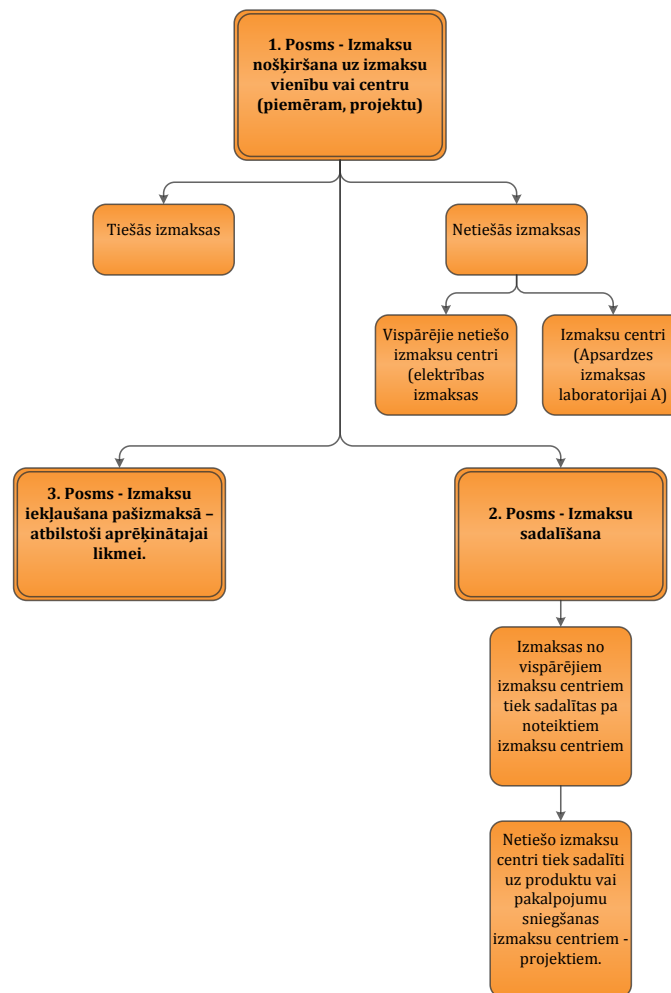 1. Posms - Izmaksu
nošķiršana uz izmaksu
vienību vai centru
(piemēram, projektu)
Tiešās izmaksas
Netiešās izmaksas
Vispārējie netiešo
izmaksu centri
(elektrības
izmaksas
Izmaksu centri
(Apsardzes
izmaksas
laboratorijai A)
3. Posms - Izmaksu
iekļaušana pašizmaksā –
atbilstoši aprēķinātajai
likmei.
2. Posms - Izmaksu
sadalīšana
Izmaksas no
vispārējiem
izmaksu centriem
tiek sadalītas pa
noteiktiem
izmaksu centriem
Netiešo izmaksu
centri tiek sadalīti
uz produktu vai
pakalpojumu
sniegšanas
izmaksu centriem -
projektiem.